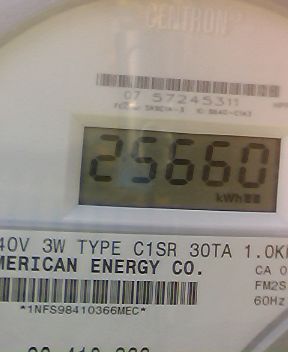 CENTRON
07 57245311
25660
kWh
40V 3W TYPE C1SR 30TA 1.0K
MERICAN ENERGY CO.
CA 0
FM2S
60Hz
*1NFS98410366MEC*